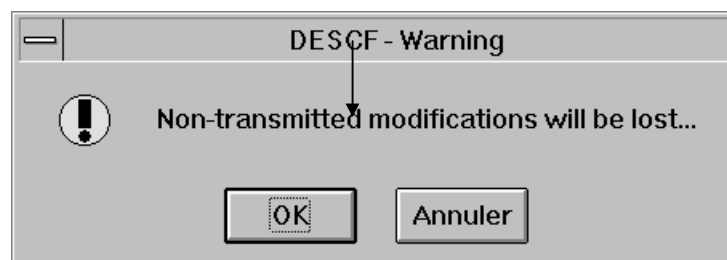 DESCF - Warning
Non-transmitted modifications will be lost...
OK Annuler